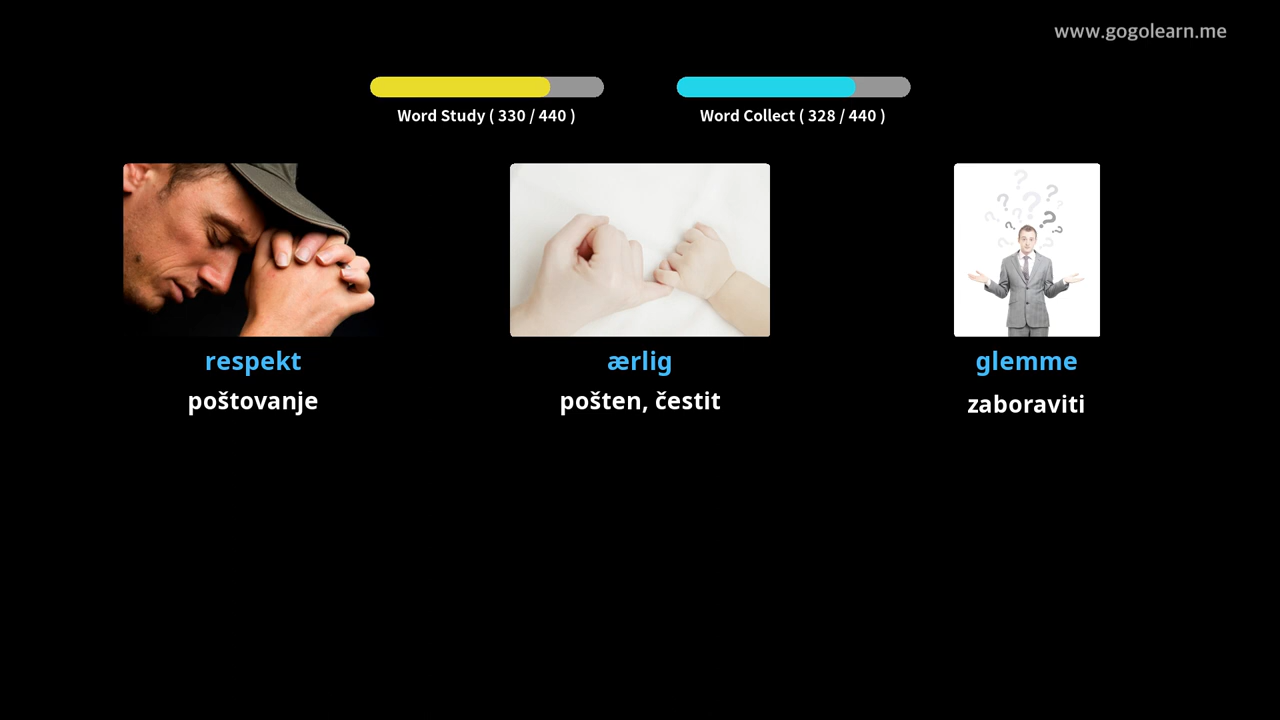 www.gogolearn.me
Word Study ( 330 / 440 )
Word Collect ( 328 / 440 )
respekt
poštovanje
ærlig
pošten, čestit
glemme
zaboraviti